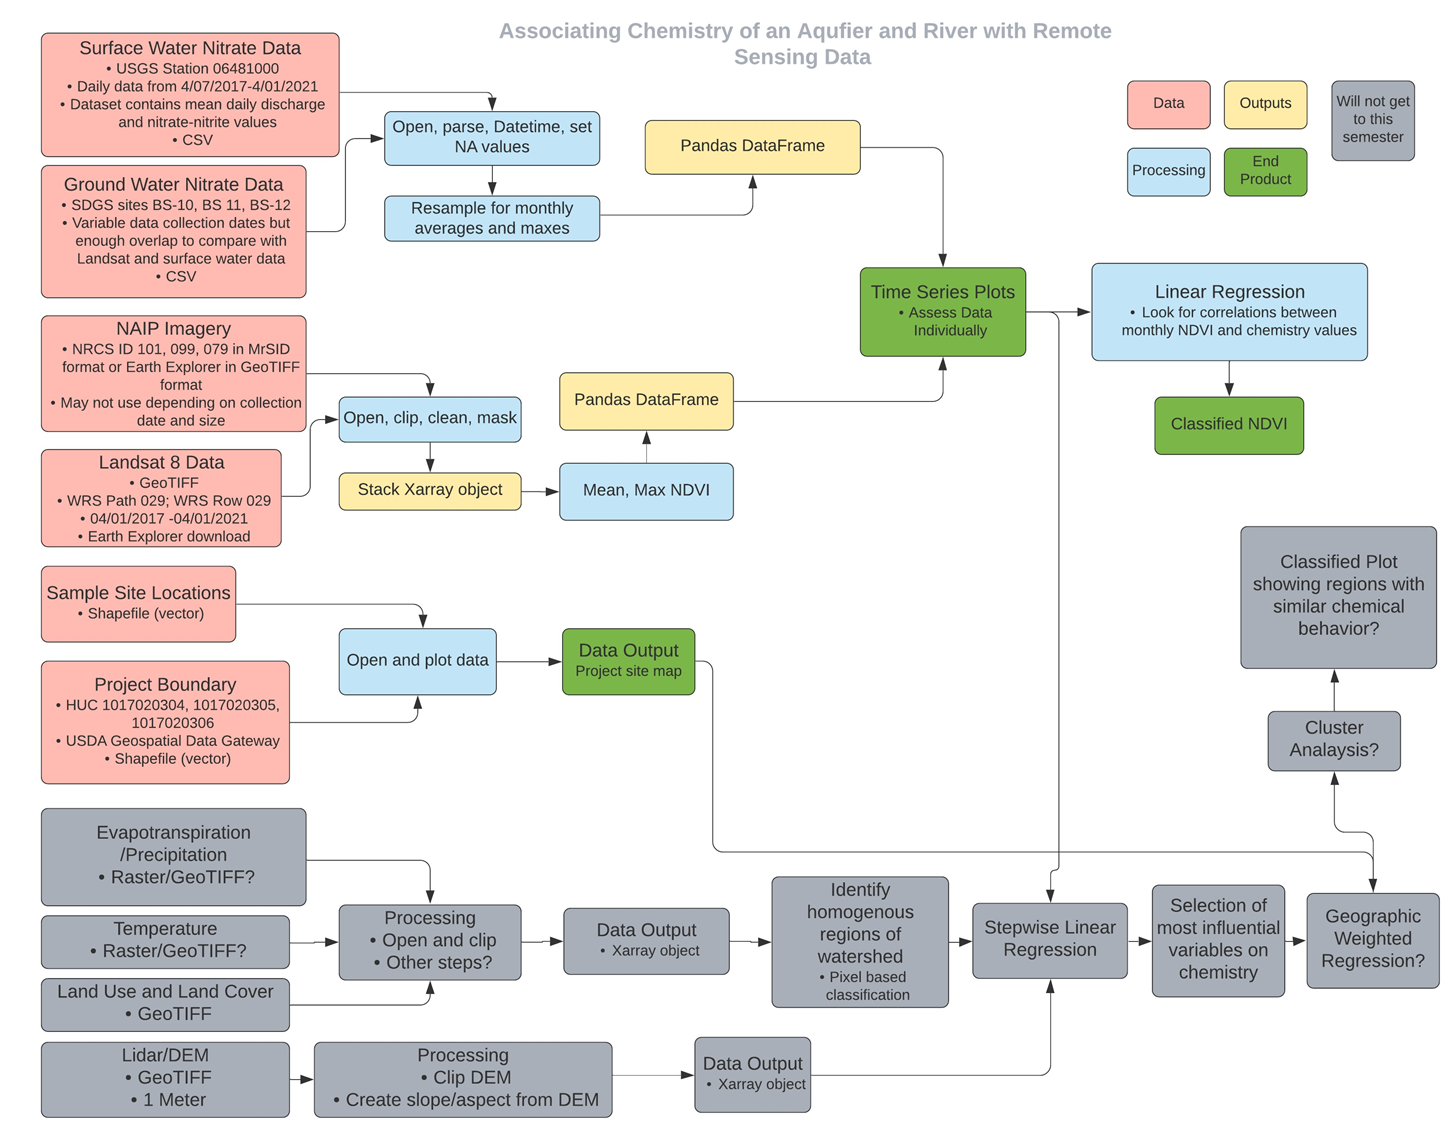 Associating Chemistry of an Aqufier and River with Remote
Sensing Data
Data
Outputs
Will not get
to this
semester
Processing
End
Product
Surface Water Nitrate Data
• USGS Station 06481000
• Daily data from 4/07/2017-4/01/2021
• Dataset contains mean daily discharge
and nitrate-nitrite values
• CSV
Ground Water Nitrate Data
• SDGS sites BS-10, BS 11, BS-12
• Variable data collection dates but
enough overlap to compare with
Landsat and surface water data
• CSV
Open, parse, Datetime, set
NA values
Resample for monthly
averages and maxes
Pandas DataFrame
NAIP Imagery
• NRCS ID 101, 099, 079 in MrSID
format or Earth Explorer in GeoTIFF
format
• May not use depending on collection
date and size
Landsat 8 Data
• GeoTIFF
• WRS Path 029; WRS Row 029
• 04/01/2017 -04/01/2021
• Earth Explorer download
Open, clip, clean, mask
Stack Xarray object
Mean, Max NDVI
Pandas DataFrame
Time Series Plots
• Assess Data
Individually
Linear Regression
• Look for correlations between
monthly NDVI and chemistry values
Classified NDVI
Sample Site Locations
• Shapefile (vector)
Project Boundary
• HUC 1017020304, 1017020305,
1017020306
• USDA Geospatial Data Gateway
• Shapefile (vector)
Open and plot data
Data Output
Project site map
Classified Plot
showing regions with
similar chemical
behavior?
Cluster
Analaysis?
Evapotranspiration
/Precipitation
• Raster/GeoTIFF?
Temperature
• Raster/GeoTIFF?
Land Use and Land Cover
• GeoTIFF
Processing
• Open and clip
• Other steps?
Data Output
• Xarray object
Identify
homogenous
regions of
watershed
• Pixel based
classification
Stepwise Linear
Regression
Selection of
most influential
variables on
chemistry
Geographic
Weighted
Regression?
Lidar/DEM
• GeoTIFF
• 1 Meter
Processing
• Clip DEM
• Create slope/aspect from DEM
Data Output
• Xarray object